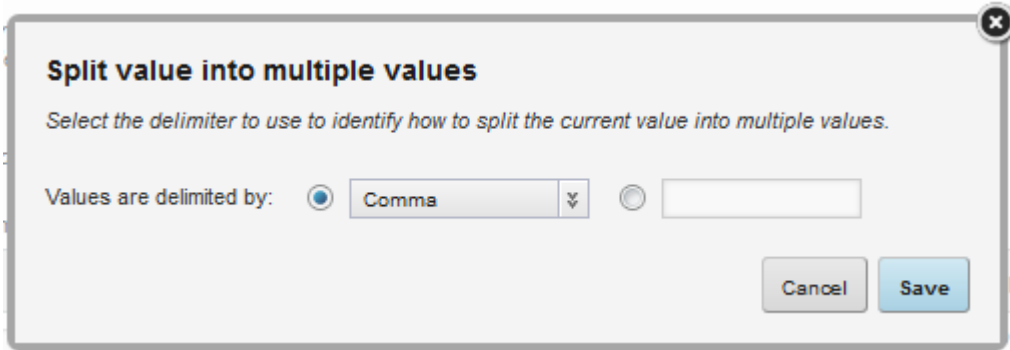 Split value into multiple values
Select the delimiter to use to identify how to split the current value into multiple values.
Values are delimited by: Comma
Cancel Save